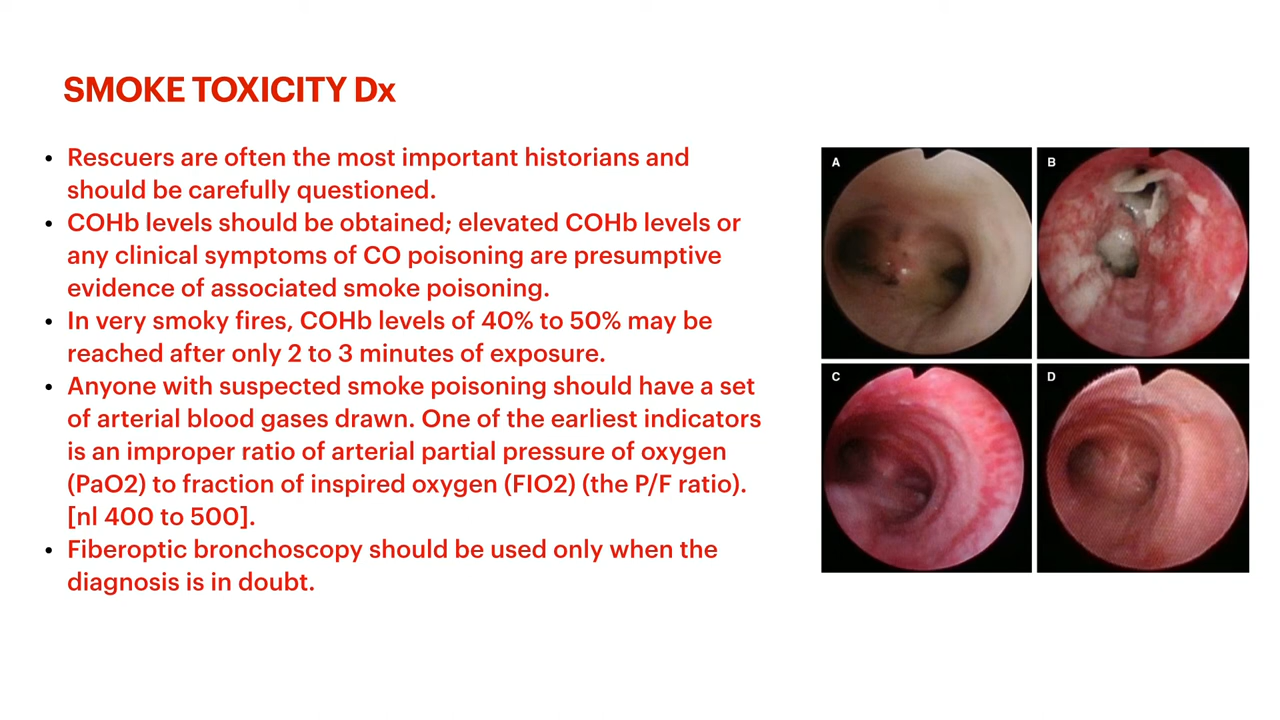 SMOKE TOXICITY Dx
• Rescuers are often the most important historians and
should be carefully questioned.
• COHb levels should be obtained; elevated COHb levels or
any clinical symptoms of CO poisoning are presumptive
evidence of associated smoke poisoning.
• In very smoky fires, COHb levels of 40% to 50% may be
reached after only 2 to 3 minutes of exposure.
• Anyone with suspected smoke poisoning should have a set
of arterial blood gases drawn. One of the earliest indicators
is an improper ratio of arterial partial pressure of oxygen
(PaO2) to fraction of inspired oxygen (FIO2) (the P/F ratio).
[nl 400 to 500].
• Fiberoptic bronchoscopy should be used only when the
diagnosis is in doubt.
A
B
C
D